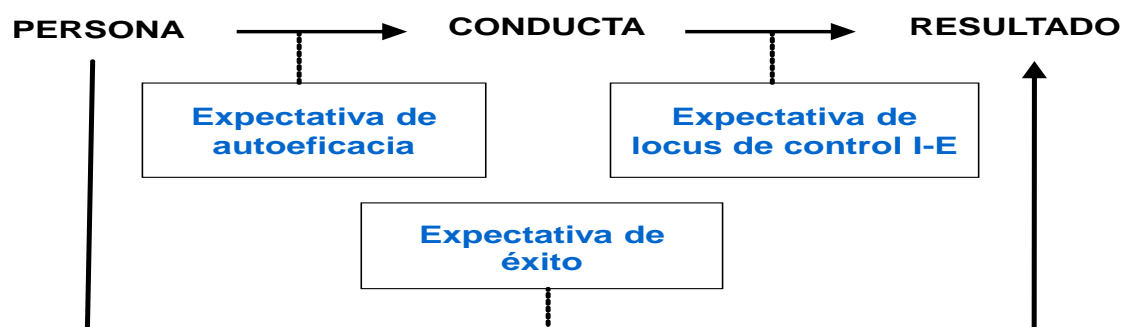 PERSONA
CONDUCTA
RESULTADO
Expectativa de
autoeficacia
Expectativa de
locus de control I-E
Expectativa de
éxito